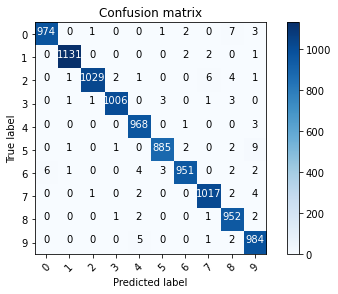 Confusion matrix
0 974 0 1 0 0 1 2 0 7 3
1 0 1131 0 0 0 0 2 2 0 1
2 0 1 1029 2 1 0 0 6 4 1
3 0 1 1 1006 0 3 0 1 3 0
4 0 0 0 0 968 0 1 0 0 3
5 0 1 0 1 0 885 2 0 2 9
6 6 1 0 0 4 3 951 0 2 2
7 0 0 1 0 2 0 0 1017 2 4
8 0 0 0 1 2 0 0 1 952 2
9 0 0 0 0 5 0 0 1 2 984
0 1 2 3 4 5 6 7 8 9
True label
Predicted label
1000
800
600
400
200
0